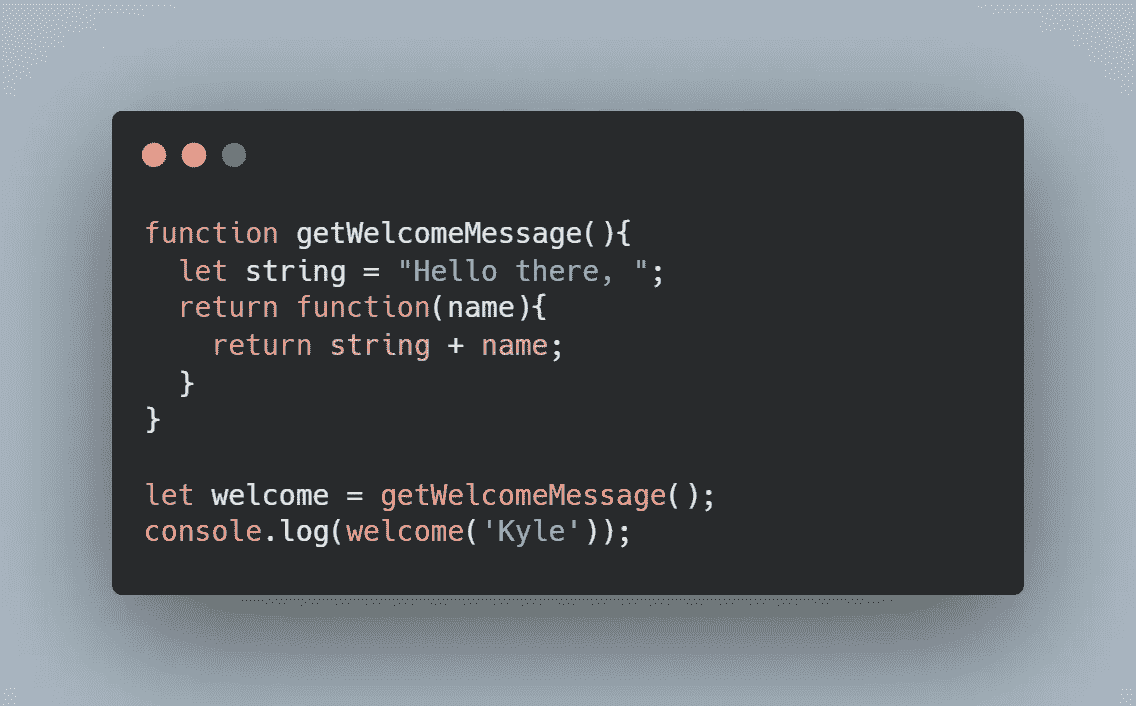 function getWelcomeMessage(){
  let string = "Hello there, ";
  return function(name){
    return string + name;
  }
}

let welcome = getWelcomeMessage();
console.log(welcome('Kyle'));